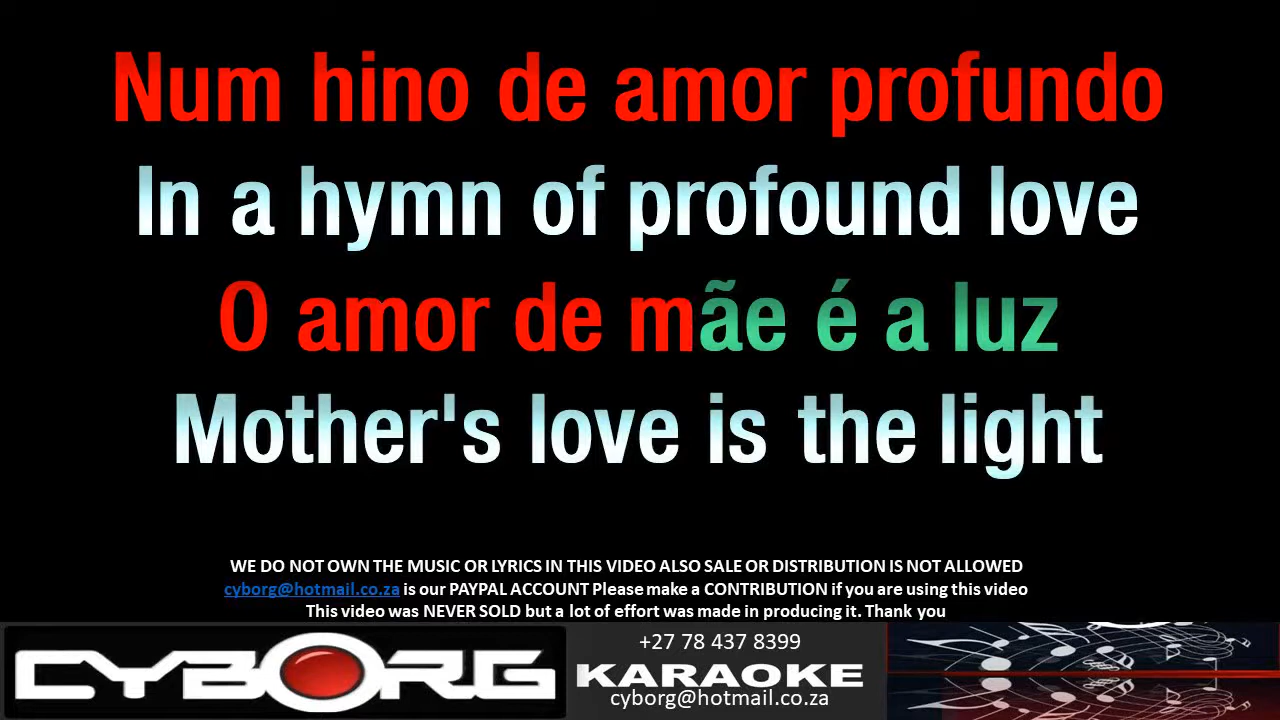 Num hino de amor profundo
In a hymn of profound love
O amor de mãe é a luz
Mother's love is the light
WE DO NOT OWN THE MUSIC OR LYRICS IN THIS VIDEO ALSO SALE OR DISTRIBUTION IS NOT ALLOWED
cyborg@hotmail.co.za is our PAYPAL ACCOUNT Please make a CONTRIBUTION if you are using this video
This video was NEVER SOLD but a lot of effort was made in producing it. Thank you
CYBORG
+27 78 437 8399
KARAOKE
cyborg@hotmail.co.za